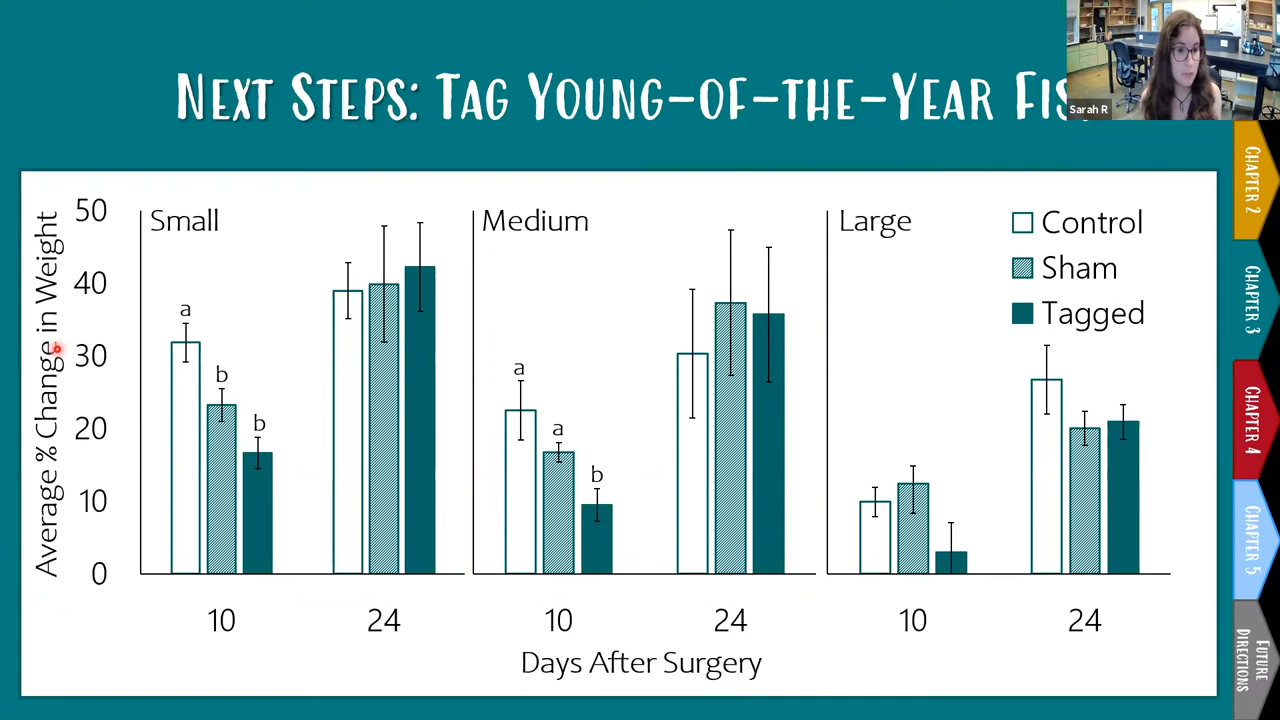 NEXT STEPS: TAG YOUNG-OF-THE-YEAR
Sarah R
CHAPTER 2
CHAPTER 3
CHAPTER 4
CHAPTER 5
FUTURE
DIRECTIONS
Average % Change in Weight
50
40
30
20
10
0
Small
a
b
b
Medium
a
a
b
Large
Control
Sham
Tagged
10
24
10
24
10
24
Days After Surgery